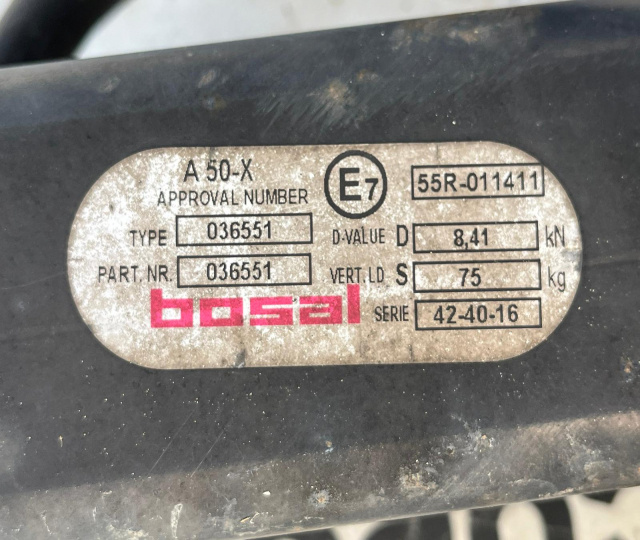 A 50-X
APPROVAL NUMBER E7 55R-011411
TYPE 036551 D-VALUE D 8,41 kN
PART. NR. 036551 VERT.LD S 75 kg
bosal SERIE 42-40-16